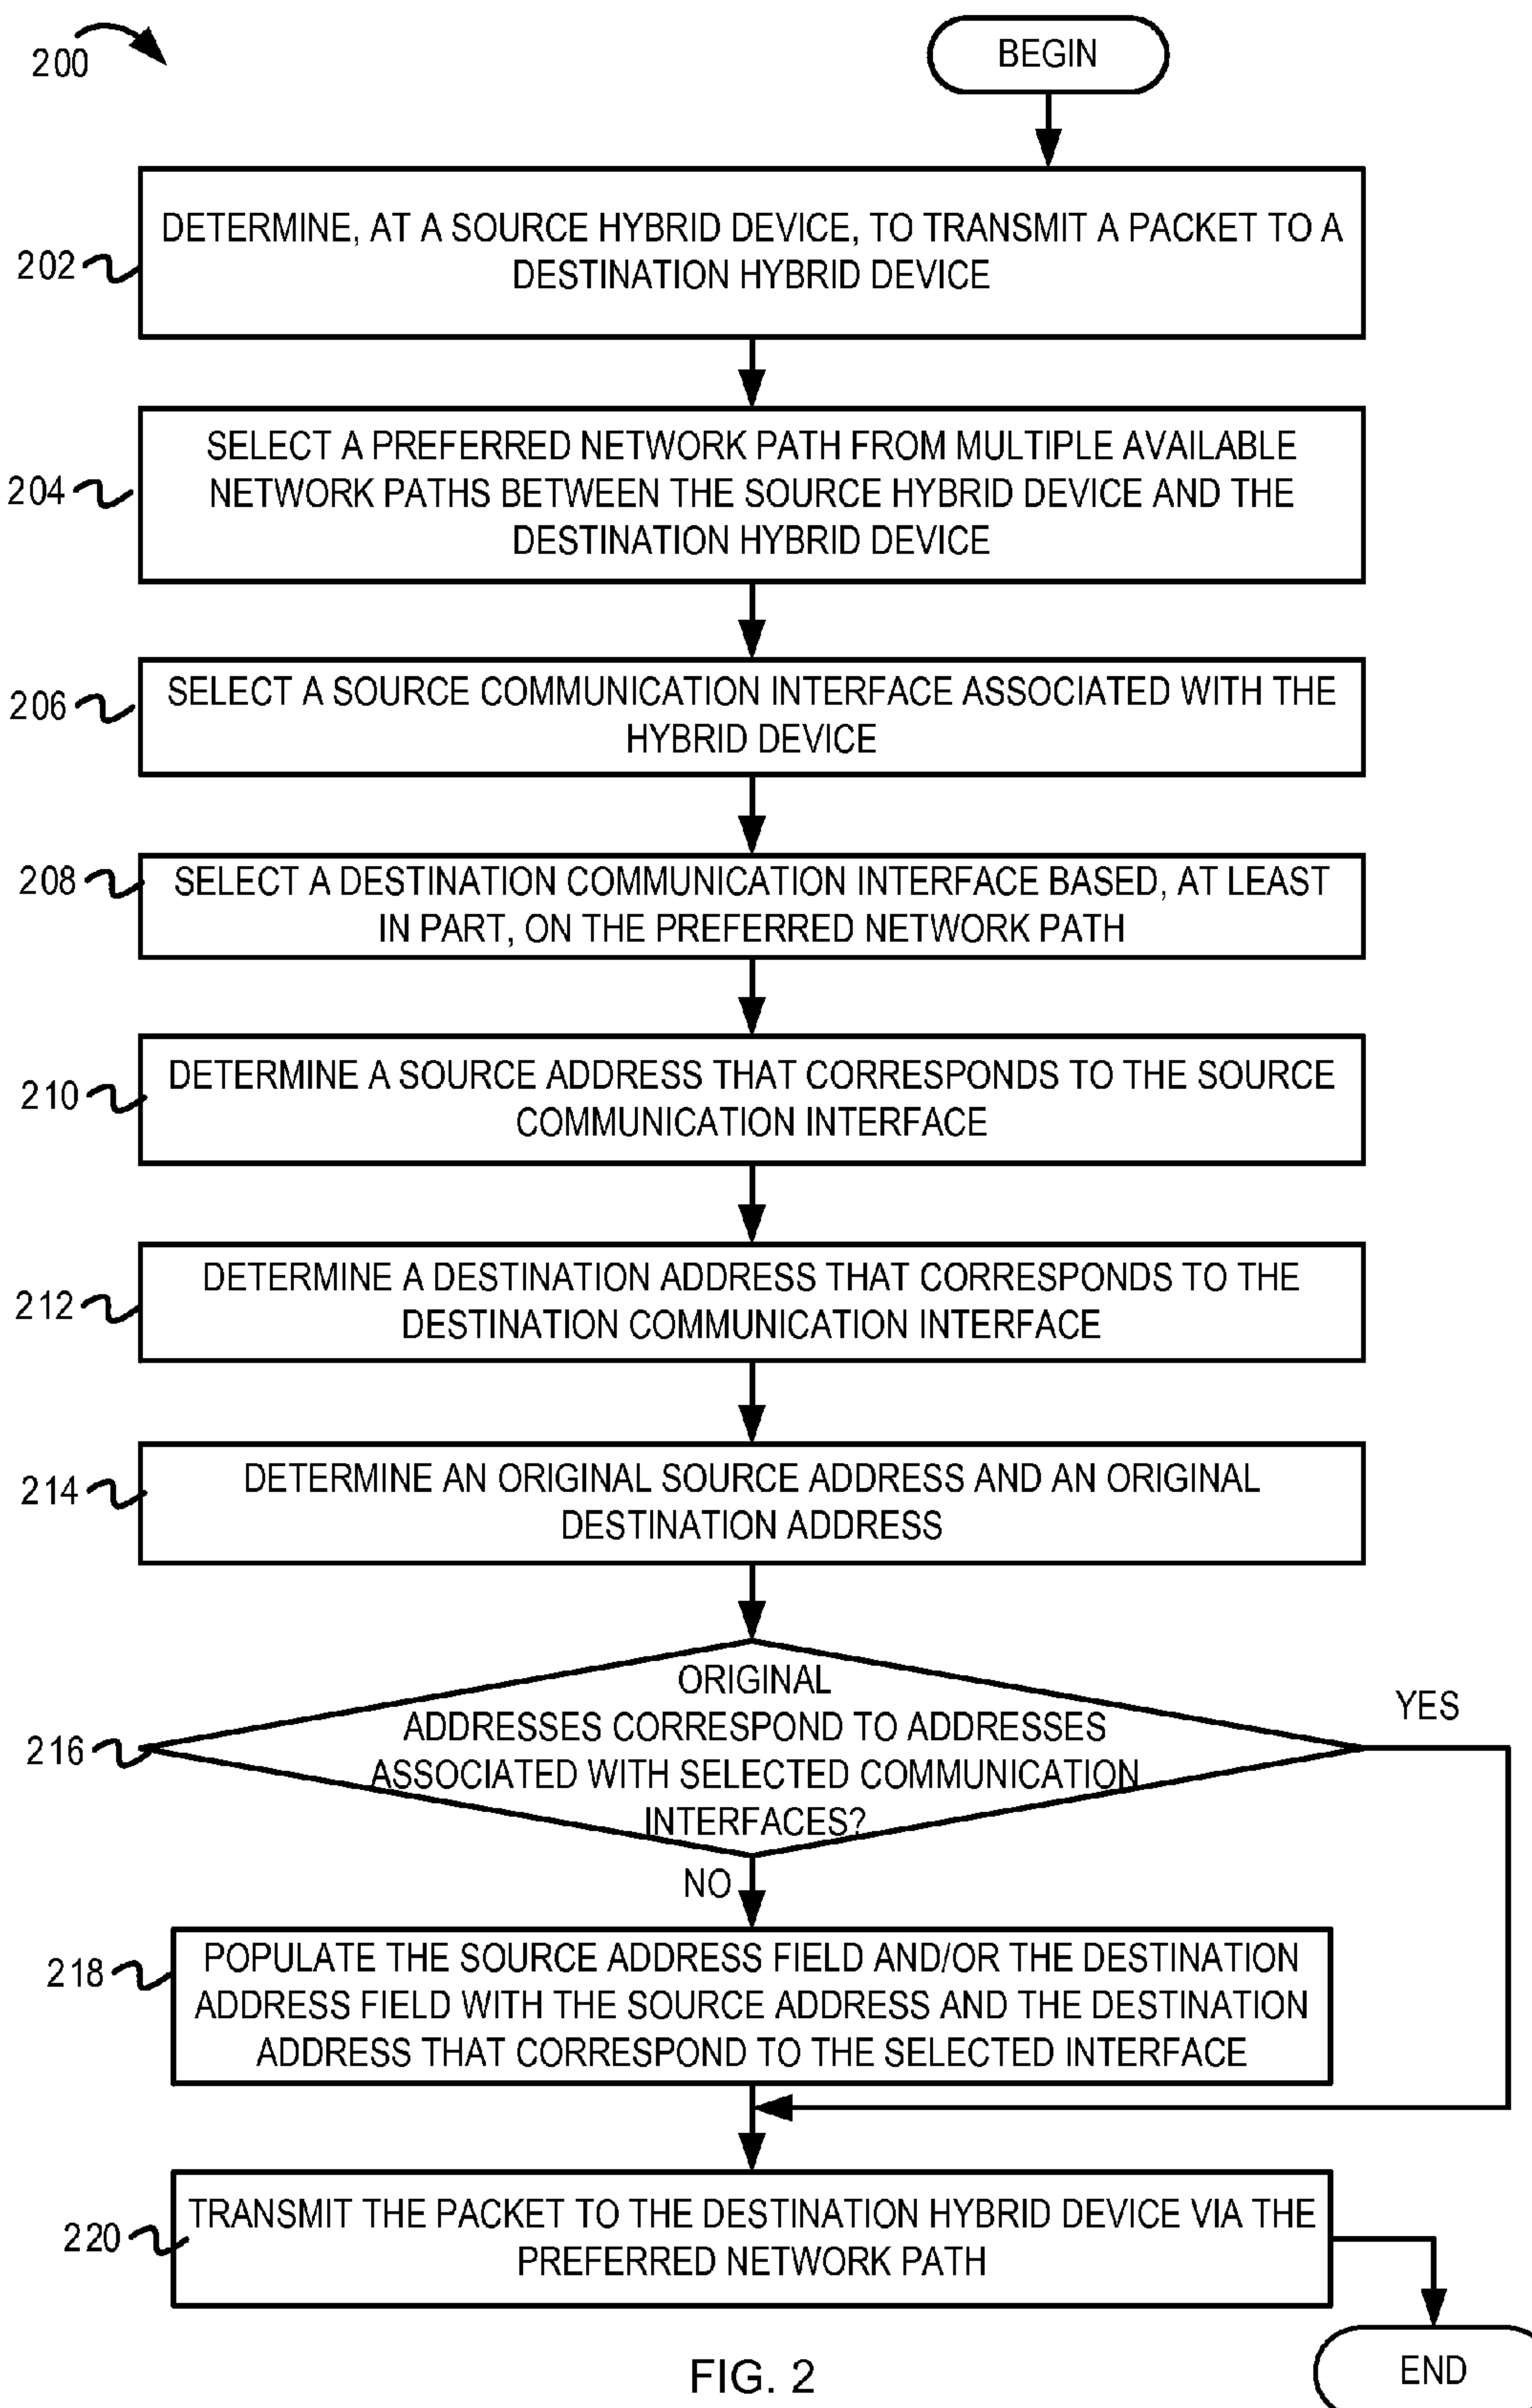 200
BEGIN
202
DETERMINE, AT A SOURCE HYBRID DEVICE, TO TRANSMIT A PACKET TO A
DESTINATION HYBRID DEVICE
204
SELECT A PREFERRED NETWORK PATH FROM MULTIPLE AVAILABLE
NETWORK PATHS BETWEEN THE SOURCE HYBRID DEVICE AND THE
DESTINATION HYBRID DEVICE
206
SELECT A SOURCE COMMUNICATION INTERFACE ASSOCIATED WITH THE
HYBRID DEVICE
208
SELECT A DESTINATION COMMUNICATION INTERFACE BASED, AT LEAST
IN PART, ON THE PREFERRED NETWORK PATH
210
DETERMINE A SOURCE ADDRESS THAT CORRESPONDS TO THE SOURCE
COMMUNICATION INTERFACE
212
DETERMINE A DESTINATION ADDRESS THAT CORRESPONDS TO THE
DESTINATION COMMUNICATION INTERFACE
214
DETERMINE AN ORIGINAL SOURCE ADDRESS AND AN ORIGINAL
DESTINATION ADDRESS
216
ORIGINAL
ADDRESSES CORRESPOND TO ADDRESSES
ASSOCIATED WITH SELECTED COMMUNICATION
INTERFACES?
YES
NO
218
POPULATE THE SOURCE ADDRESS FIELD AND/OR THE DESTINATION
ADDRESS FIELD WITH THE SOURCE ADDRESS AND THE DESTINATION
ADDRESS THAT CORRESPOND TO THE SELECTED INTERFACE
220
TRANSMIT THE PACKET TO THE DESTINATION HYBRID DEVICE VIA THE
PREFERRED NETWORK PATH
END
FIG. 2